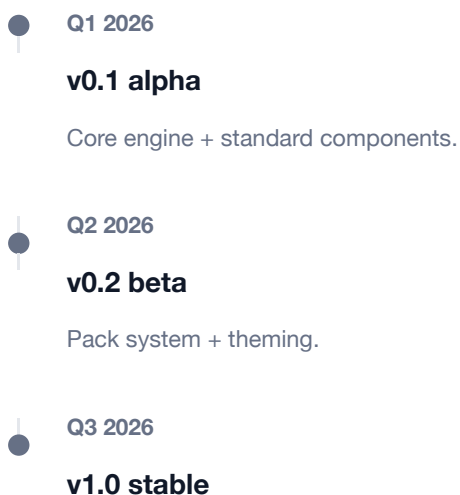 Q1 2026
v0.1 alpha
Core engine + standard components.
Q2 2026
v0.2 beta
Pack system + theming.
Q3 2026
v1.0 stable